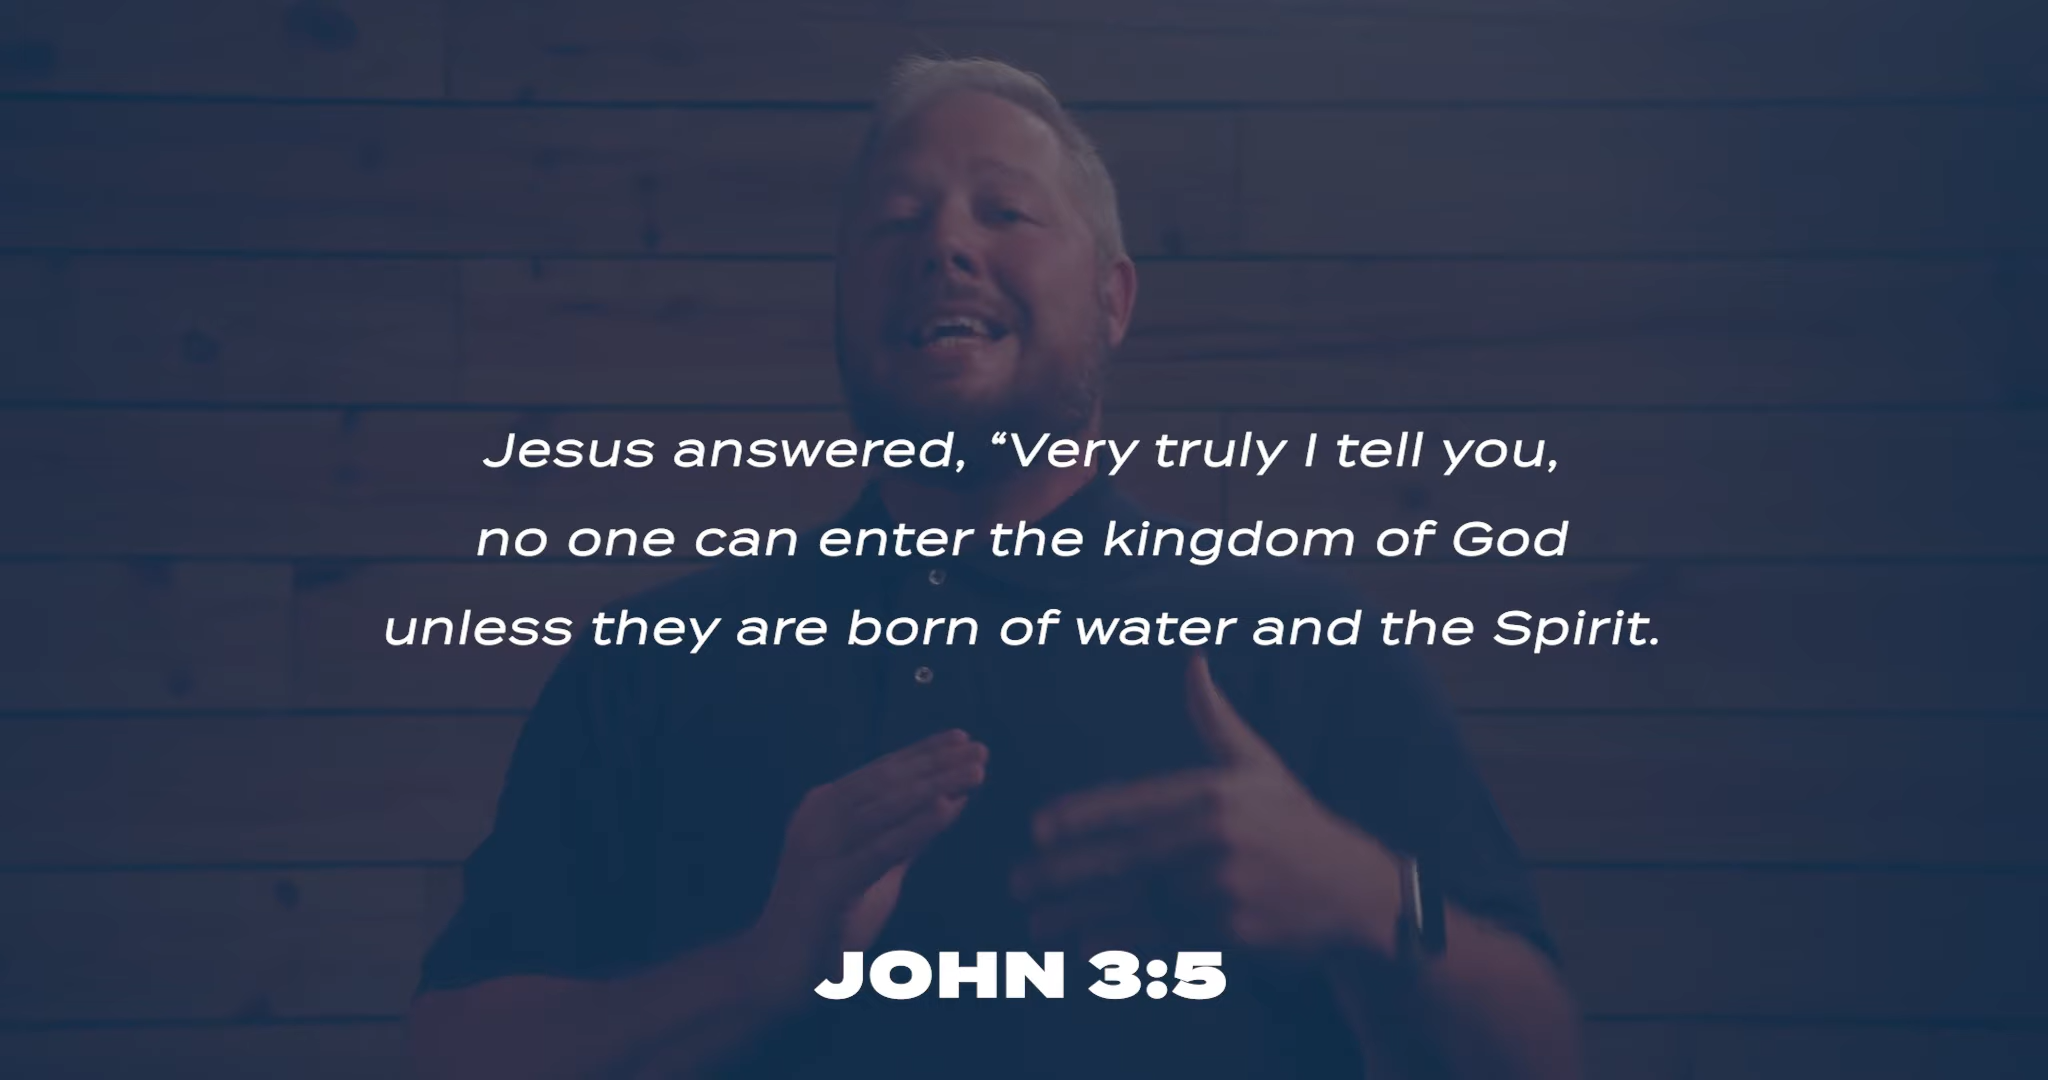 Jesus answered, “Very truly I tell you,
no one can enter the kingdom of God
unless they are born of water and the Spirit.
JOHN 3:5